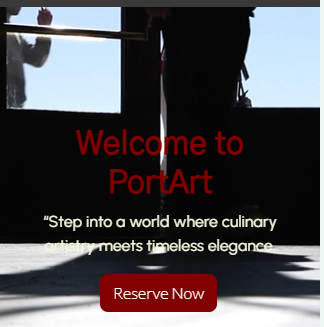 Welcome to
PortArt
"Step into a world where culinary
artistry meets timeless elegance.
Reserve Now